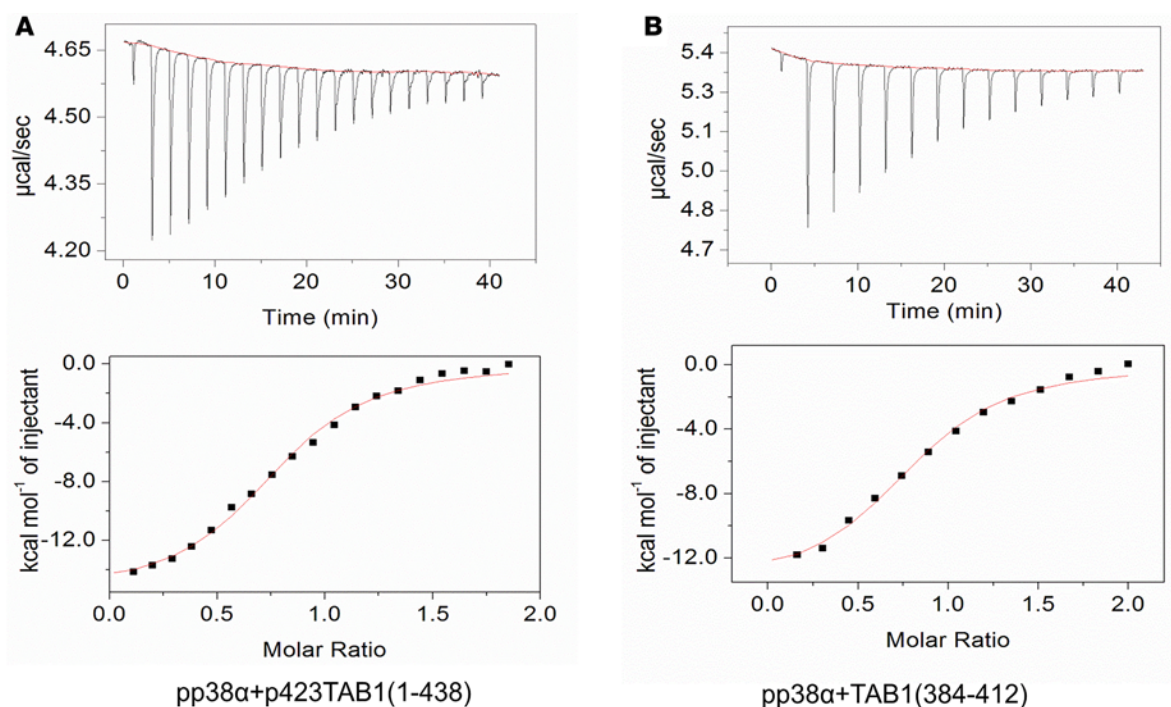 A
4.65
4.50
4.35
4.20
µcal/sec
0 10 20 30 40
Time (min)
0.0
-4.0
-8.0
-12.0
kcal mol⁻¹ of injectant
0.0 0.5 1.0 1.5 2.0
Molar Ratio
pp38α+p423TAB1(1-438)
B
5.4
5.3
5.1
5.0
4.8
4.7
µcal/sec
0 10 20 30 40
Time (min)
0.0
-4.0
-8.0
-12.0
kcal mol⁻¹ of injectant
0.0 0.5 1.0 1.5 2.0
Molar Ratio
pp38α+TAB1(384-412)